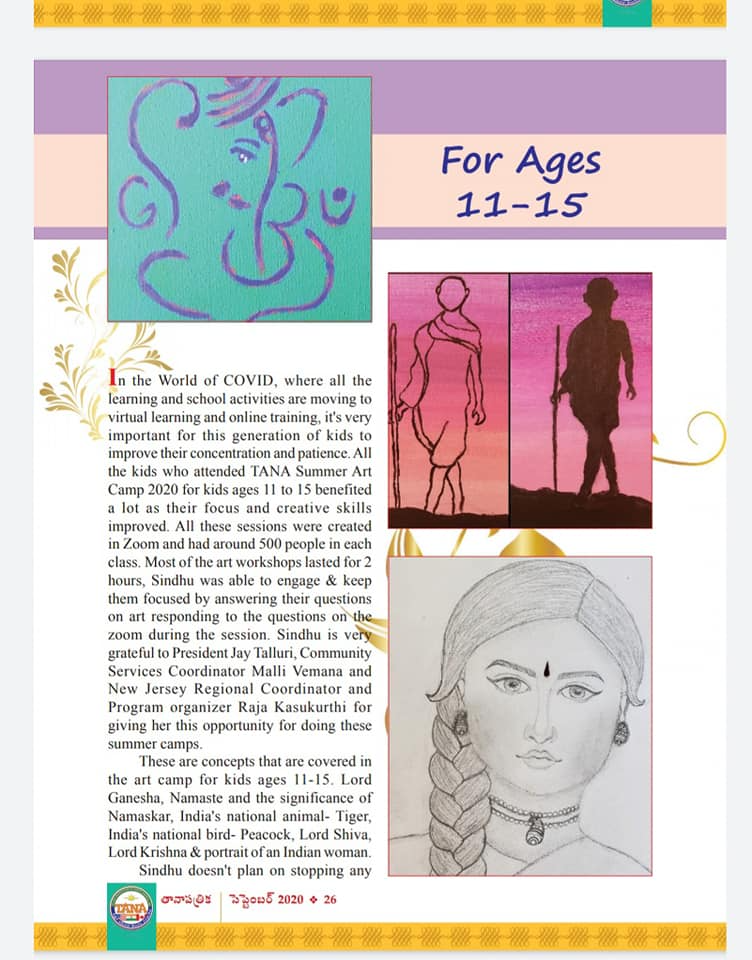 For Ages
11-15
In the World of COVID, where all the
learning and school activities are moving to
virtual learning and online training, it's very
important for this generation of kids to
improve their concentration and patience. All
the kids who attended TANA Summer Art
Camp 2020 for kids ages 11 to 15 benefited
a lot as their focus and creative skills
improved. All these sessions were created
in Zoom and had around 500 people in each
class. Most of the art workshops lasted for 2
hours, Sindhu was able to engage & keep
them focused by answering their questions
on art responding to the questions on the
zoom during the session. Sindhu is very
grateful to President Jay Talluri, Community
Services Coordinator Malli Vemana and
New Jersey Regional Coordinator and
Program organizer Raja Kasukurthi for
giving her this opportunity for doing these
summer camps.
These are concepts that are covered in
the art camp for kids ages 11-15. Lord
Ganesha, Namaste and the significance of
Namaskar, India's national animal- Tiger,
India's national bird- Peacock, Lord Shiva,
Lord Krishna & portrait of an Indian woman.
Sindhu doesn't plan on stopping any
TANA
తానాపత్రిక
సెప్టెంబర్ 2020 ❖ 26